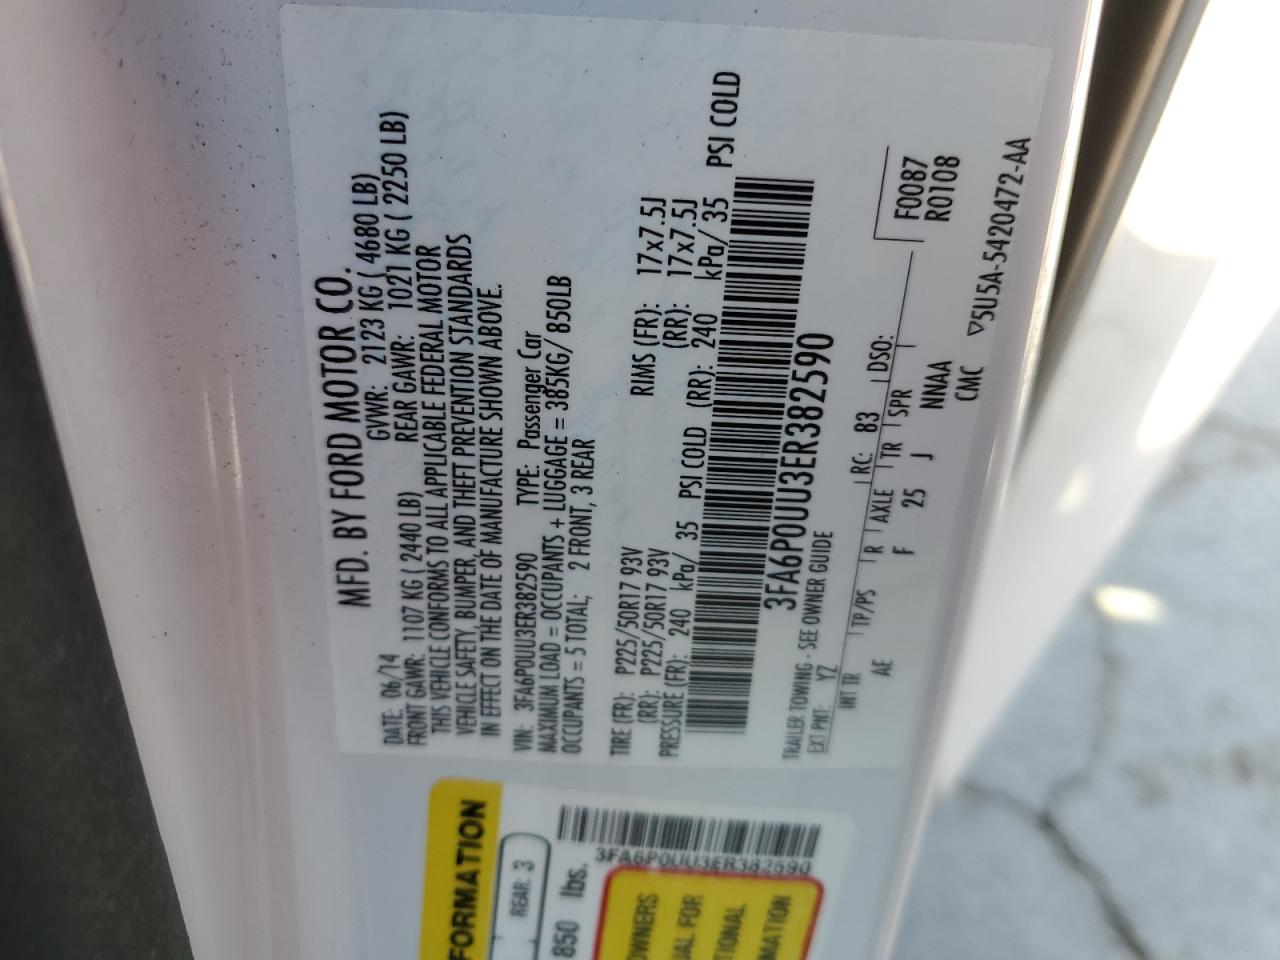 MFD. BY FORD MOTOR CO.
DATE: 06/14 GVWR: 2123 KG ( 4680 LB)
FRONT GAWR: 1107 KG ( 2440 LB) REAR GAWR: 1021 KG ( 2250 LB)
THIS VEHICLE CONFORMS TO ALL APPLICABLE FEDERAL MOTOR
VEHICLE SAFETY, BUMPER, AND THEFT PREVENTION STANDARDS
IN EFFECT ON THE DATE OF MANUFACTURE SHOWN ABOVE.
VIN: 3FA6P0UU3ER382590 TYPE: Passenger Car
MAXIMUM LOAD = OCCUPANTS + LUGGAGE = 385KG/ 850LB
OCCUPANTS = 5 TOTAL; 2 FRONT, 3 REAR
TIRE (FR): P225/50R17 93V RIMS (FR): 17x7.5J
(RR): P225/50R17 93V (RR): 17x7.5J
PRESSURE (FR): 240 kPa/ 35 PSI COLD (RR): 240 kPa/ 35 PSI COLD
3FA6P0UU3ER382590
TRAILER TOWING - SEE OWNER GUIDE
EXT PNT: YZ RC: 83 DSO: F0087
R0108
INT TR TP/PS R AXLE TR SPR
AE F 25 J NNAA
CMC
▽5U5A-5420472-AA
FORMATION
REAR: 3
850 lbs.
3FA6P0UU3ER382590
OWNERS
UAL FOR
TIONAL
MATION